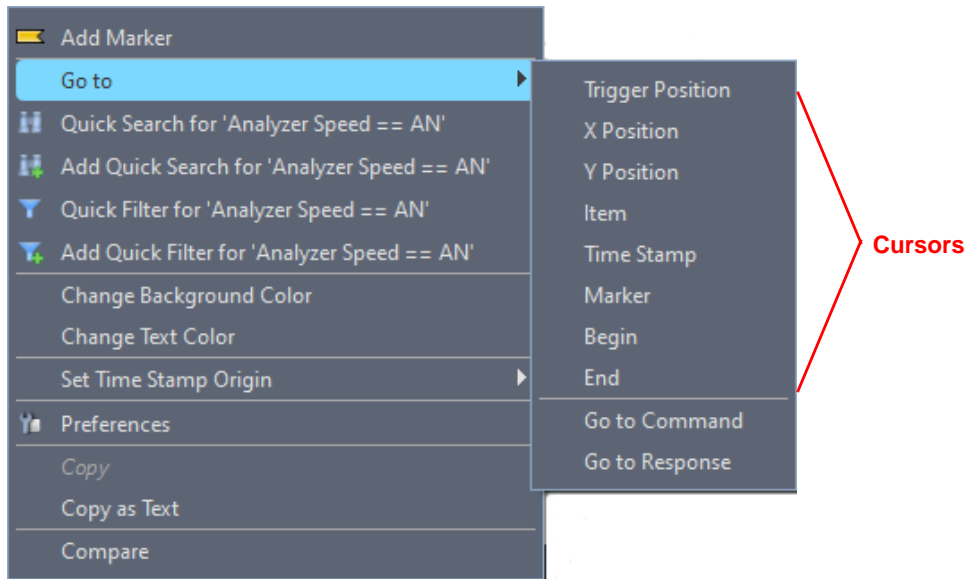 Add Marker
Go to
Quick Search for 'Analyzer Speed == AN'
Add Quick Search for 'Analyzer Speed == AN'
Quick Filter for 'Analyzer Speed == AN'
Add Quick Filter for 'Analyzer Speed == AN'
Change Background Color
Change Text Color
Set Time Stamp Origin
Preferences
Copy
Copy as Text
Compare
Trigger Position
X Position
Y Position
Item
Time Stamp
Marker
Begin
End
Go to Command
Go to Response
Cursors